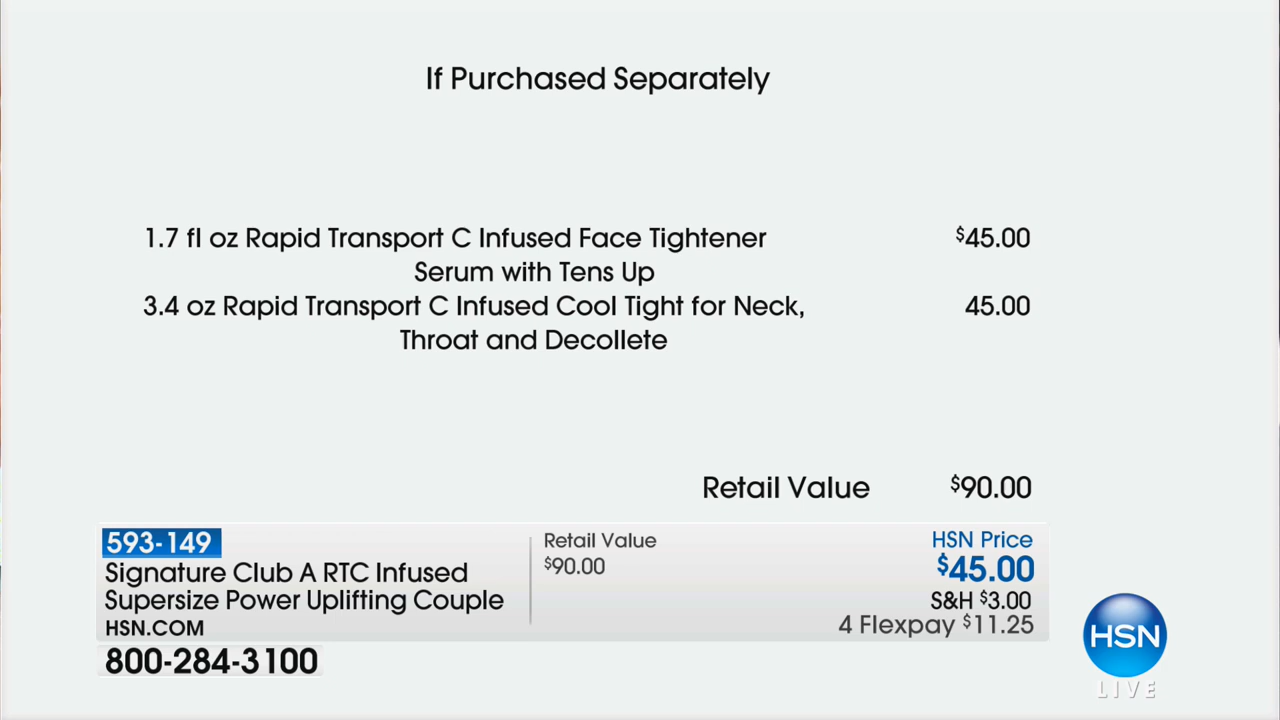 If Purchased Separately
1.7 fl oz Rapid Transport C Infused Face Tightener $45.00
Serum with Tens Up
3.4 oz Rapid Transport C Infused Cool Tight for Neck, 45.00
Throat and Decollete
Retail Value $90.00
593-149
Signature Club A RTC Infused
Supersize Power Uplifting Couple
HSN.COM
800-284-3100
Retail Value
$90.00
HSN Price
$45.00
S&H $3.00
4 Flexpay $11.25
HSN
LIVE